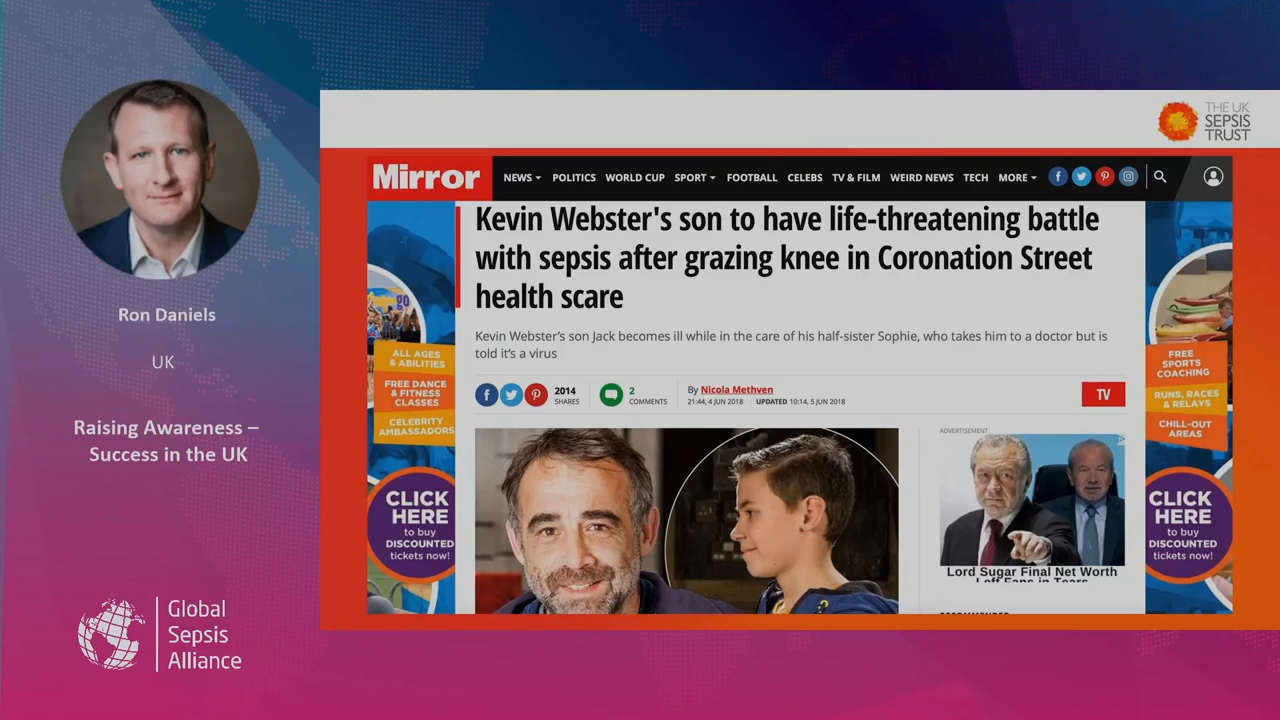 Ron Daniels
UK
Raising Awareness –
Success in the UK
Global
Sepsis
Alliance
THE UK
SEPSIS
TRUST
Mirror
NEWS POLITICS WORLD CUP SPORT FOOTBALL CELEBS TV & FILM WEIRD NEWS TECH MORE
Kevin Webster's son to have life-threatening battle
with sepsis after grazing knee in Coronation Street
health scare
Kevin Webster's son Jack becomes ill while in the care of his half-sister Sophie, who takes him to a doctor but is
told it's a virus
2014
SHARES
2
COMMENTS
By Nicola Methven
21:44, 4 JUN 2018 UPDATED 10:14, 5 JUN 2018
TV
ADVERTISEMENT
Lord Sugar Final Net Worth
Left Fans in Tears
RECOMMENDED
go
ALL AGES
& ABILITIES
FREE DANCE
& FITNESS
CLASSES
CELEBRITY
AMBASSADORS
CLICK
HERE
to buy
DISCOUNTED
tickets now!
FREE
SPORTS
COACHING
RUNS, RACES
& RELAYS
CHILL-OUT
AREAS
CLICK
HERE
to buy
DISCOUNTED
tickets now!